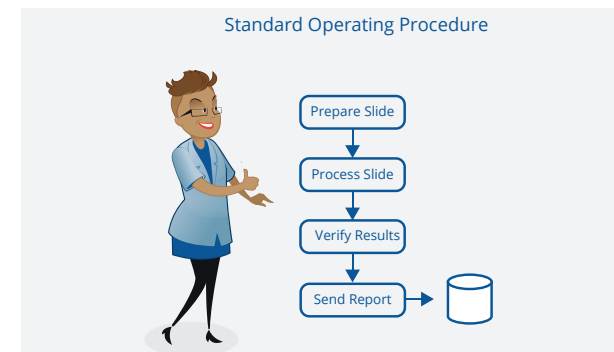 Standard Operating Procedure
Prepare Slide
Process Slide
Verify Results
Send Report